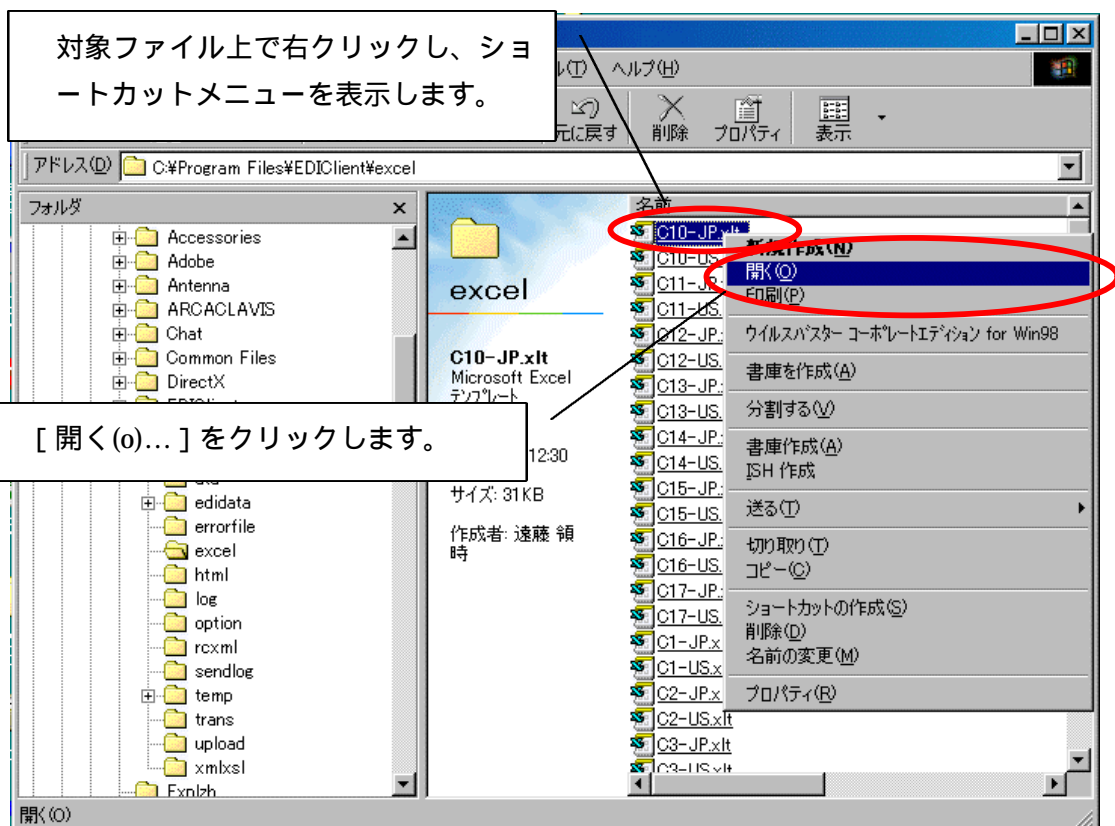 対象ファイル上で右クリックし、ショ
ートカットメニューを表示します。
ル(T) ヘルプ(H)
元に戻す 削除 プロパティ 表示
アドレス(D) C:¥Program Files¥EDIClient¥excel
フォルダ
Accessories
Adobe
Antenna
ARCACLAVIS
Chat
Common Files
DirectX
[ 開く(o)… ] をクリックします。
edidata
errorfile
excel
html
log
option
rcxml
sendlog
temp
trans
upload
xmlxsl
Explzh
excel
C10-JP.xlt
Microsoft Excel
テンプレート
12:30
サイズ: 31KB
作成者: 遠藤 領
時
名前
C10-JP.xlt
C10-US.
C11-JP.
C11-US.
C12-JP.
C12-US.
C13-JP.
C13-US.
C14-JP.
C14-US.
C15-JP.
C15-US.
C16-JP.
C16-US.
C17-JP.
C17-US.
C1-JP.x
C1-US.x
C2-JP.x
C2-US.xlt
C3-JP.xlt
C3-US.xlt
新規作成(N)
開く(O)
印刷(P)
ウイルスバスター コーポレートエディション for Win98
書庫を作成(A)
分割する(V)
書庫作成(A)
ISH 作成
送る(T)
切り取り(T)
コピー(C)
ショートカットの作成(S)
削除(D)
名前の変更(M)
プロパティ(R)
開く(O)